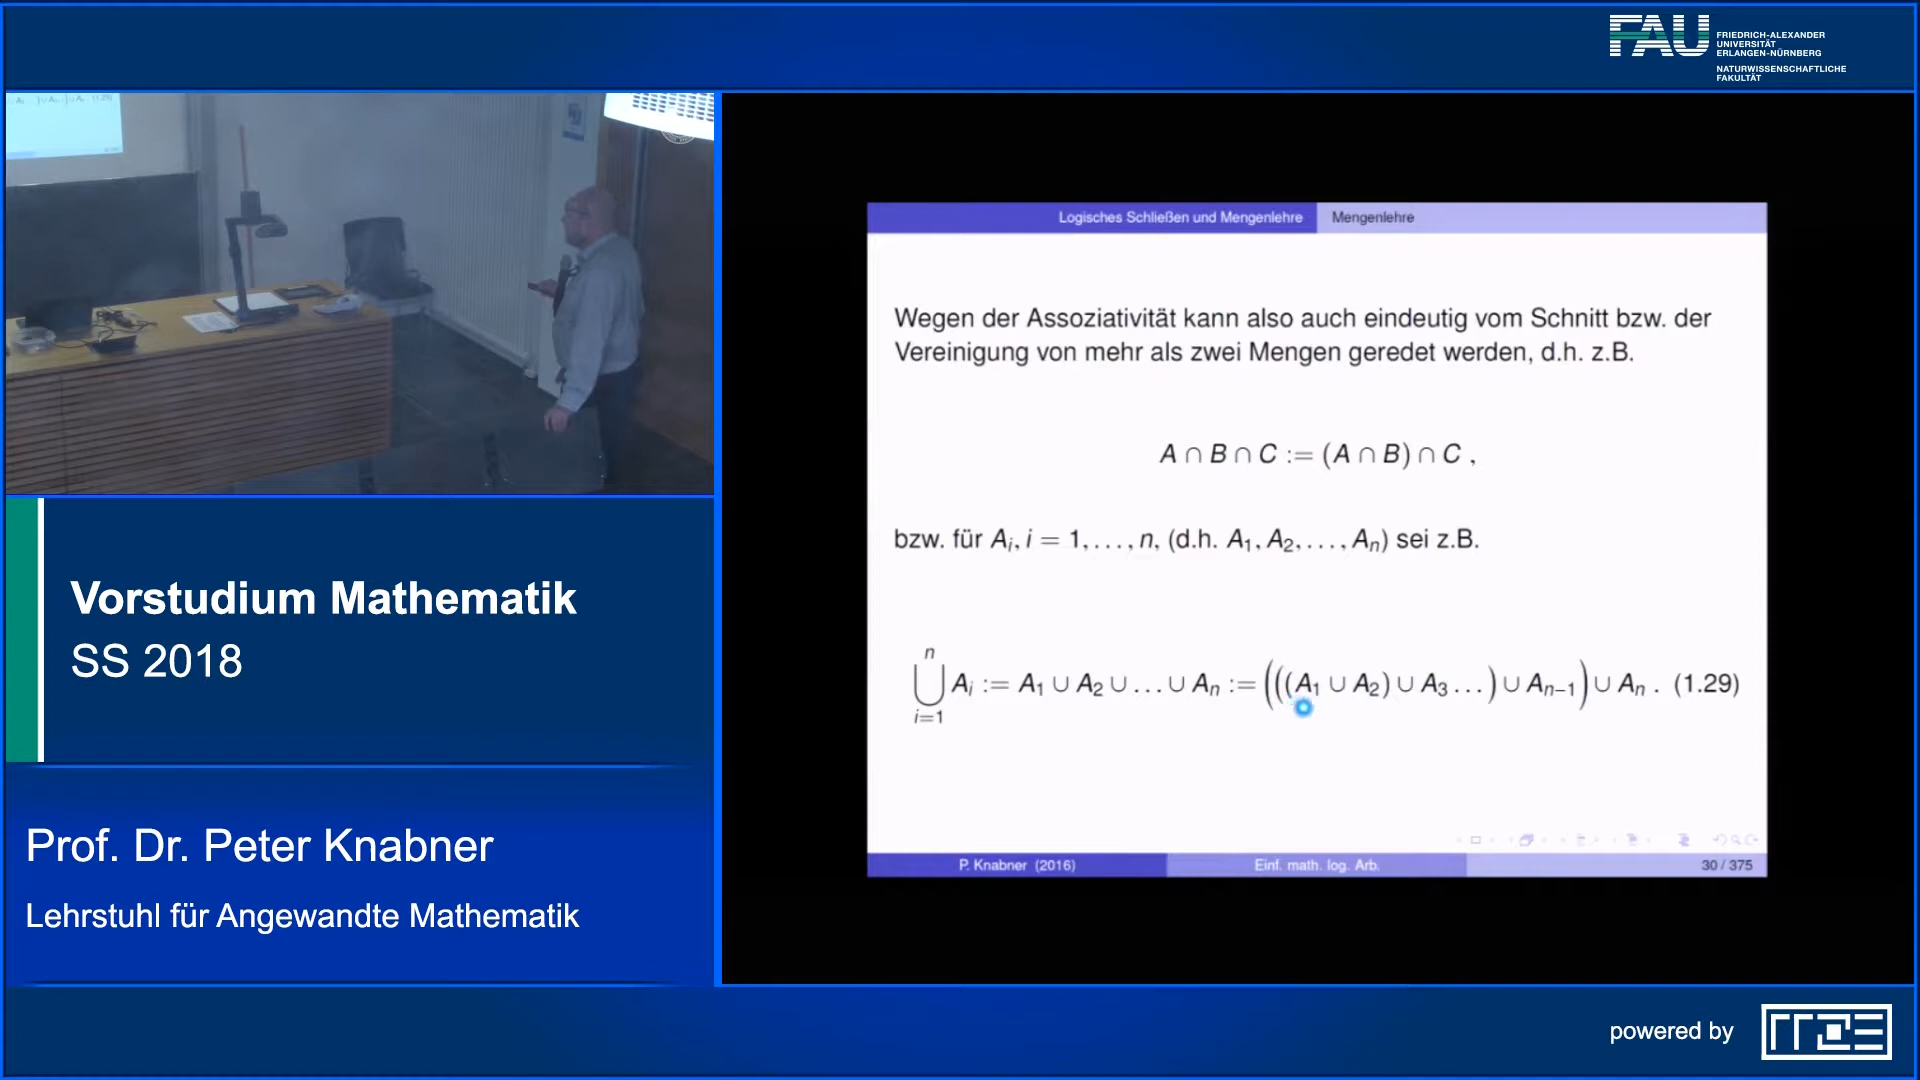 FAU FRIEDRICH-ALEXANDER
UNIVERSITÄT
ERLANGEN-NÜRNBERG
NATURWISSENSCHAFTLICHE
FAKULTÄT
Logisches Schließen und Mengenlehre Mengenlehre
Wegen der Assoziativität kann also auch eindeutig vom Schnitt bzw. der
Vereinigung von mehr als zwei Mengen geredet werden, d.h. z.B.
A ∩ B ∩ C := (A ∩ B) ∩ C ,
bzw. für A_i, i = 1, . . . , n, (d.h. A_1, A_2, . . . , A_n) sei z.B.
⋃_{i=1}^{n} A_i := A_1 ∪ A_2 ∪ . . . ∪ A_n := (((A_1 ∪ A_2) ∪ A_3 . . .) ∪ A_{n−1}) ∪ A_n . (1.29)
P. Knabner (2016) Einf. math. log. Arb. 30 / 375
Vorstudium Mathematik
SS 2018
Prof. Dr. Peter Knabner
Lehrstuhl für Angewandte Mathematik
powered by rrze